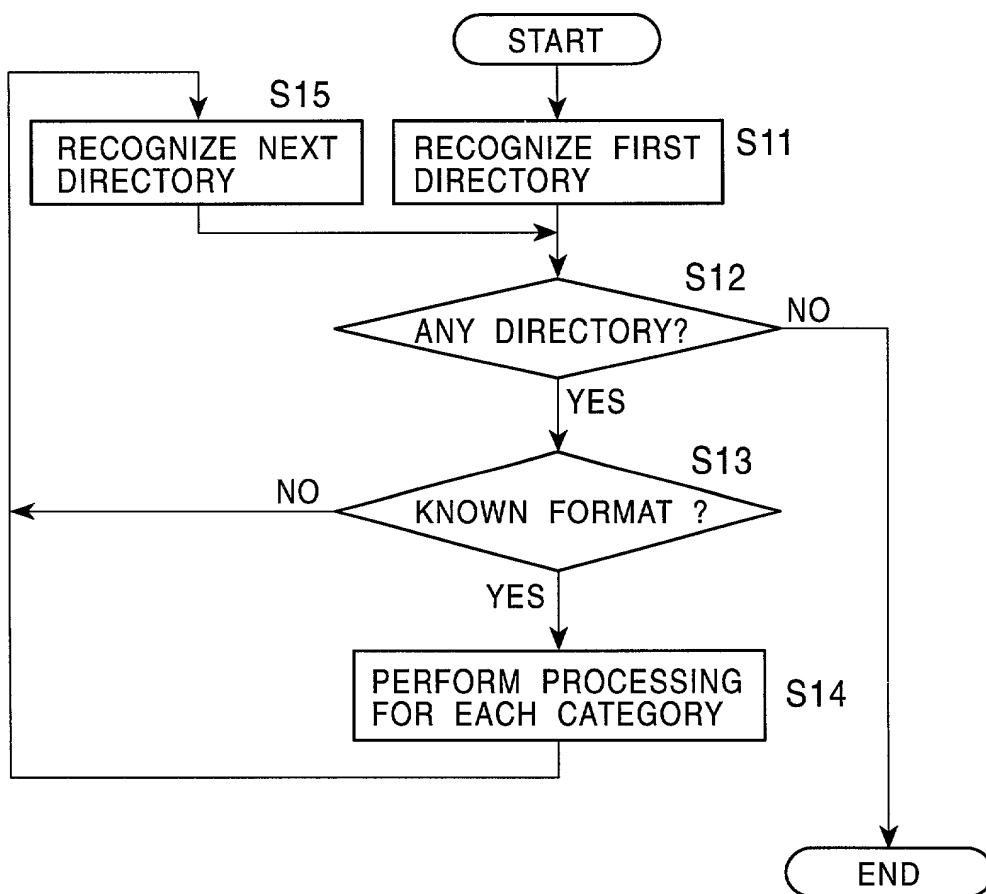 START
S15
RECOGNIZE NEXT
DIRECTORY
RECOGNIZE FIRST
DIRECTORY
S11
S12
ANY DIRECTORY?
NO
YES
S13
NO
KNOWN FORMAT ?
YES
PERFORM PROCESSING
FOR EACH CATEGORY
S14
END